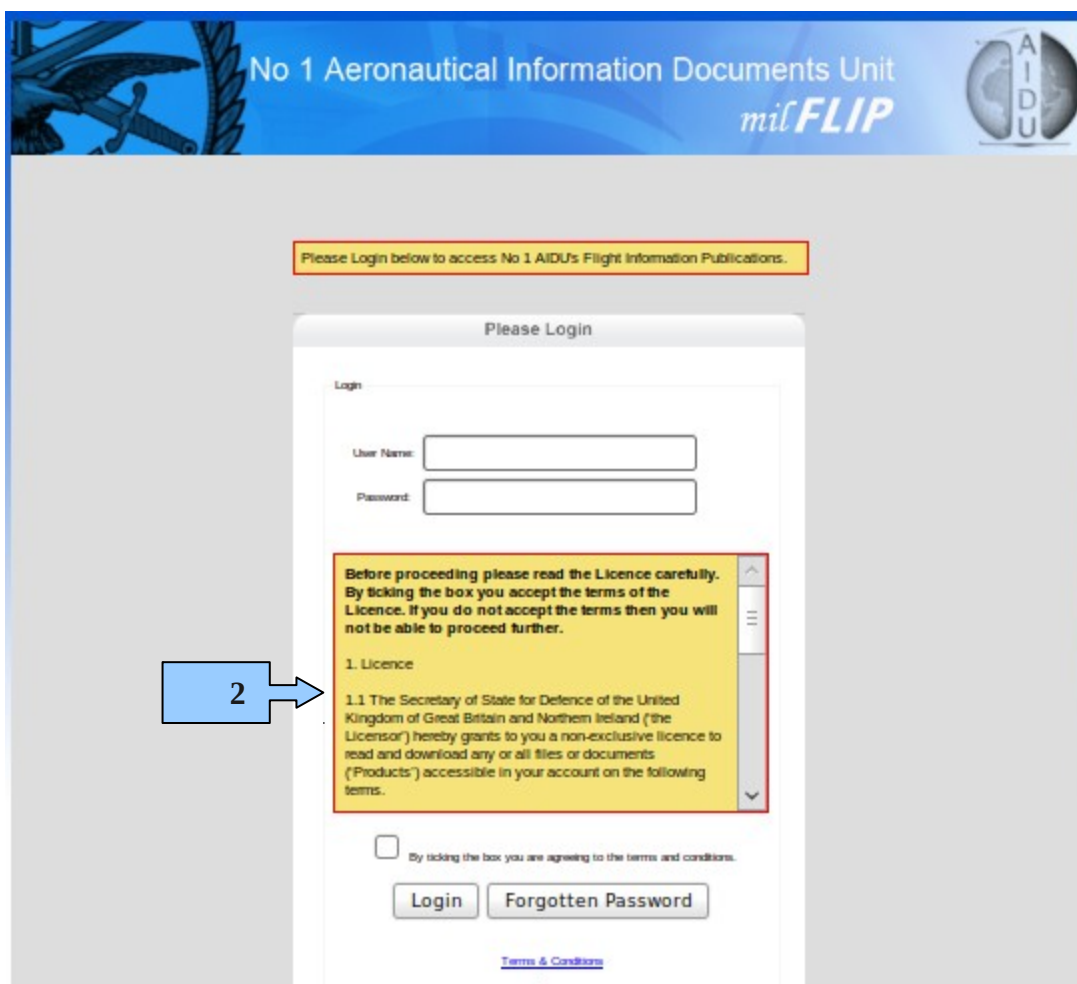 No 1 Aeronautical Information Documents Unit
milFLIP
A
I
D
U
Please Login below to access No 1 AIDU's Flight Information Publications.
Please Login
Login
User Name:
Password:
Before proceeding please read the Licence carefully.
By ticking the box you accept the terms of the
Licence. If you do not accept the terms then you will
not be able to proceed further.
1. Licence
1.1 The Secretary of State for Defence of the United
Kingdom of Great Britain and Northern Ireland ('the
Licensor') hereby grants to you a non-exclusive licence to
read and download any or all files or documents
('Products') accessible in your account on the following
terms.
2
By ticking the box you are agreeing to the terms and conditions.
Login Forgotten Password
Terms & Conditions